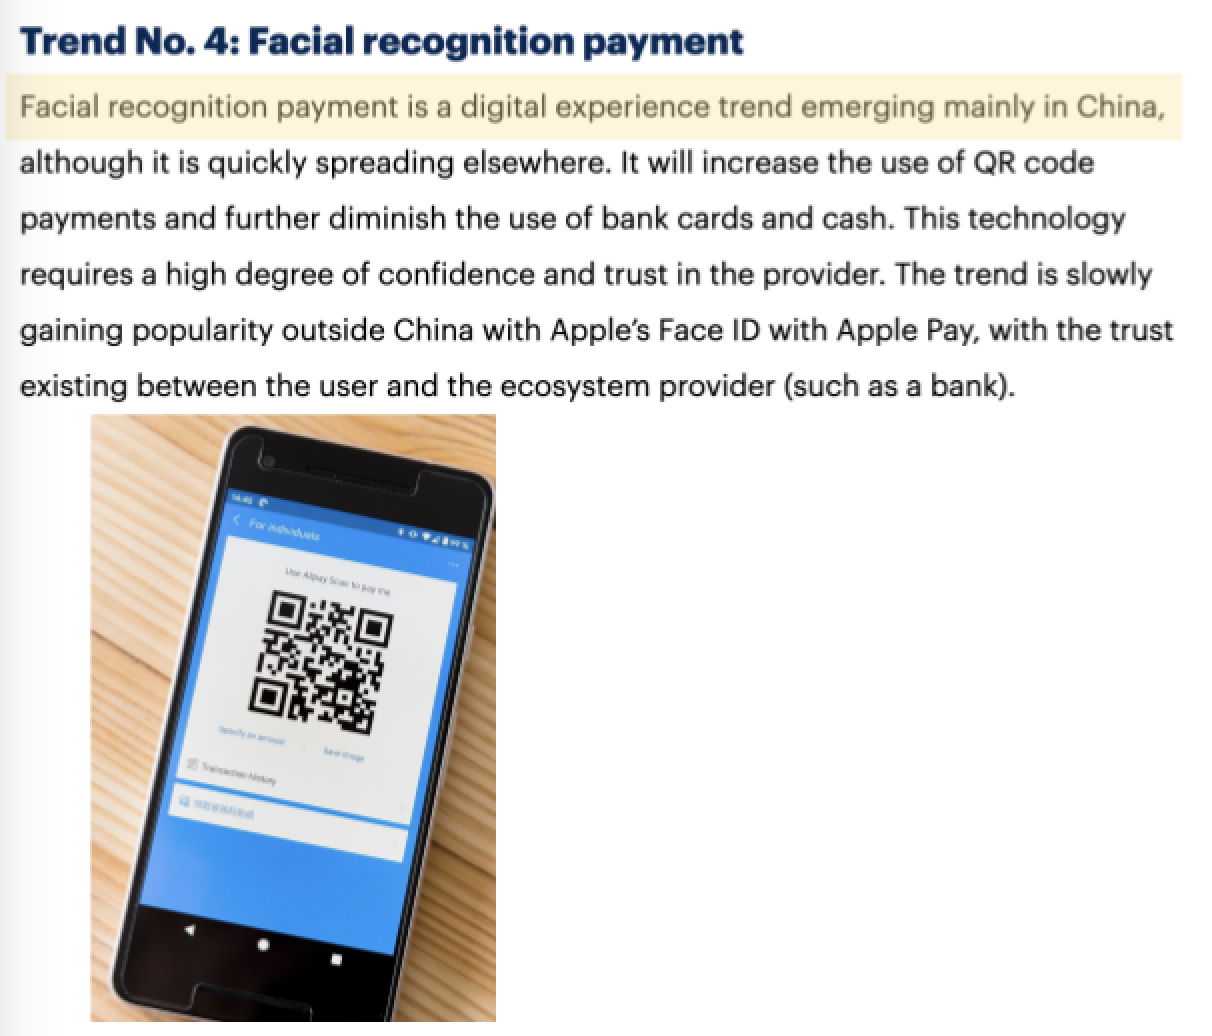 Trend No. 4: Facial recognition payment
Facial recognition payment is a digital experience trend emerging mainly in China,
although it is quickly spreading elsewhere. It will increase the use of QR code
payments and further diminish the use of bank cards and cash. This technology
requires a high degree of confidence and trust in the provider. The trend is slowly
gaining popularity outside China with Apple's Face ID with Apple Pay, with the trust
existing between the user and the ecosystem provider (such as a bank).
For individuals
Use Alipay Scan to pay me
Specify an amount
Save image
Transaction History